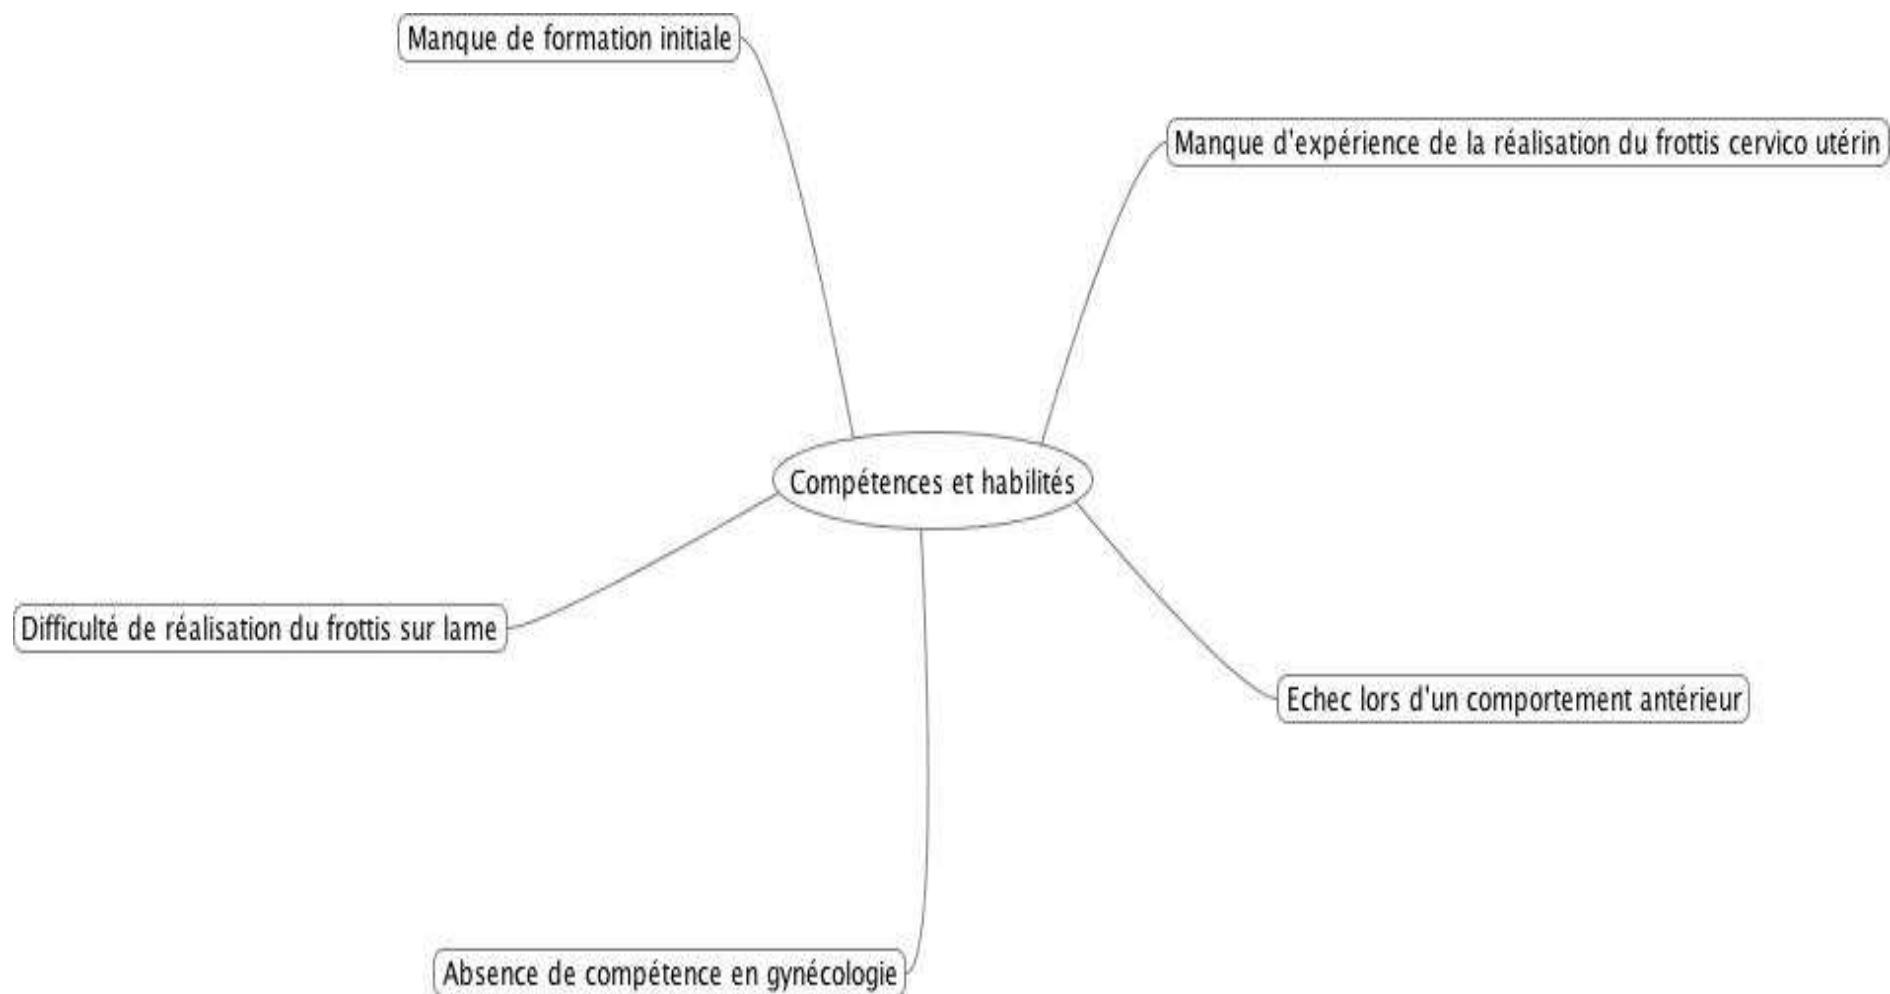 Manque de formation initiale
Manque d'expérience de la réalisation du frottis cervico utérin
Compétences et habilités
Difficulté de réalisation du frottis sur lame
Echec lors d'un comportement antérieur
Absence de compétence en gynécologie